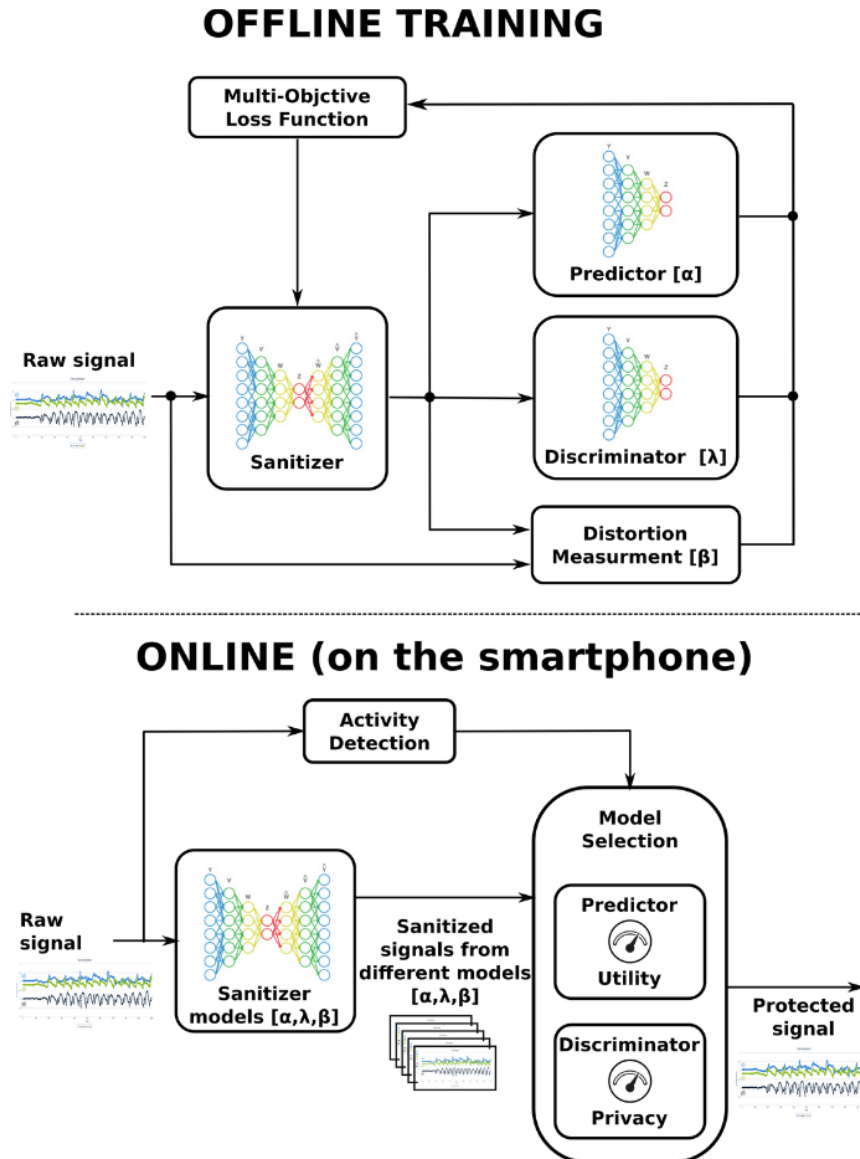 OFFLINE TRAINING
Multi-Objctive
Loss Function
Y
V
W
Z
Predictor [α]
Raw signal
Y
V
W
Z
Ŵ
V̂
Ŷ
Sanitizer
Y
V
W
Z
Discriminator [λ]
Distortion
Measurment [β]
ONLINE (on the smartphone)
Activity
Detection
Model
Selection
Raw
signal
Y
V
W
Z
Ŵ
V̂
Ŷ
Sanitizer
models [α,λ,β]
Sanitized
signals from
different models
[α,λ,β]
Predictor
Utility
Discriminator
Privacy
Protected
signal